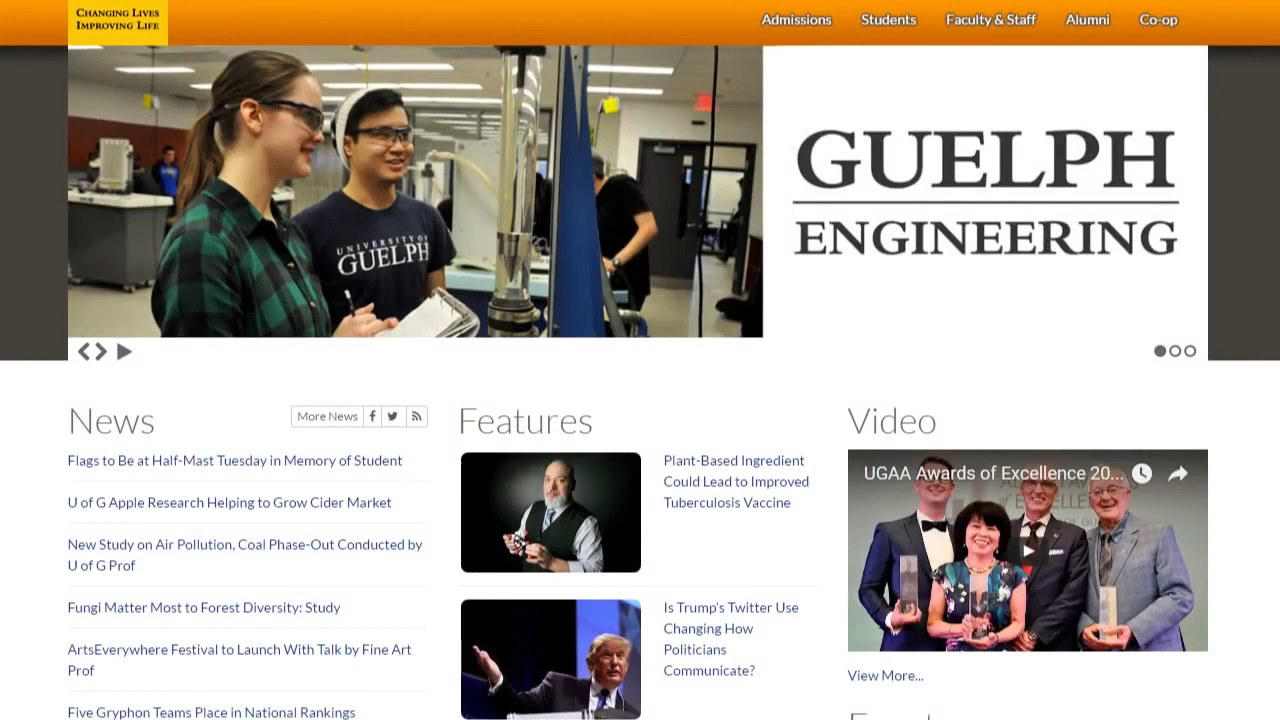 CHANGING LIVES
IMPROVING LIFE
Admissions Students Faculty & Staff Alumni Co-op
UNIVERSITY OF
GUELPH
GUELPH
ENGINEERING
News
More News
Flags to Be at Half-Mast Tuesday in Memory of Student
U of G Apple Research Helping to Grow Cider Market
New Study on Air Pollution, Coal Phase-Out Conducted by
U of G Prof
Fungi Matter Most to Forest Diversity: Study
ArtsEverywhere Festival to Launch With Talk by Fine Art
Prof
Five Gryphon Teams Place in National Rankings
Features
Plant-Based Ingredient
Could Lead to Improved
Tuberculosis Vaccine
Is Trump's Twitter Use
Changing How
Politicians
Communicate?
Video
UGAA Awards of Excellence 20...
View More...